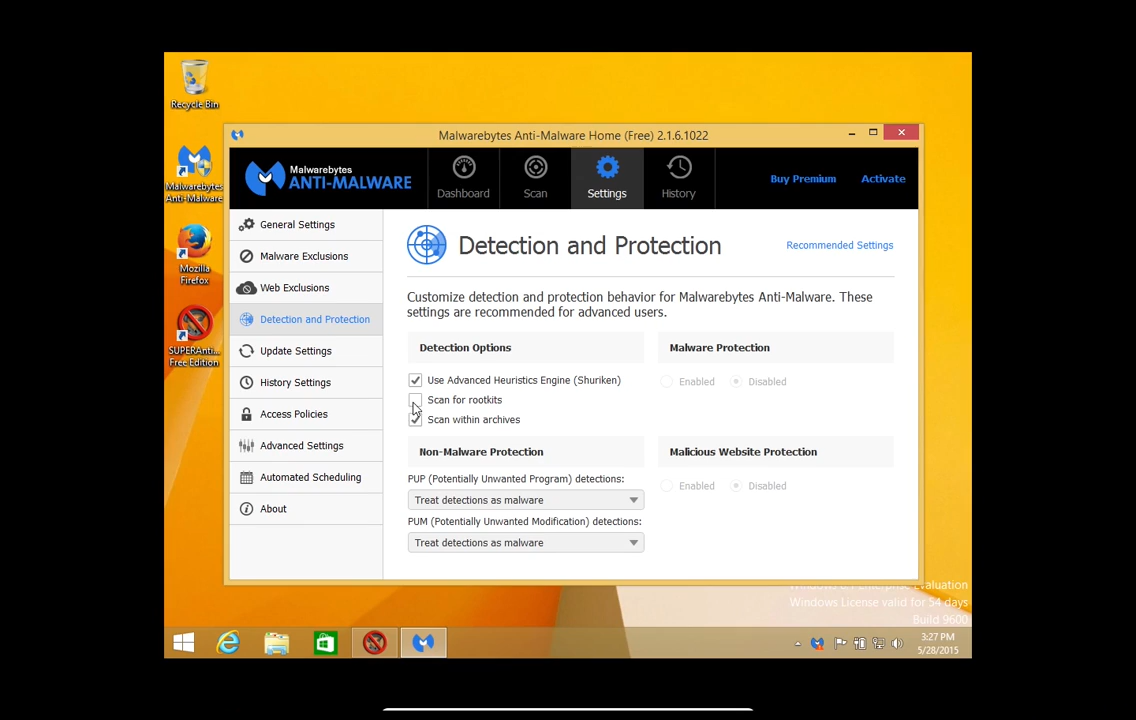 Recycle Bin
Malwarebytes
Anti-Malware
Mozilla
Firefox
SUPERAnti...
Free Edition
Malwarebytes Anti-Malware Home (Free) 2.1.6.1022
Malwarebytes
ANTI-MALWARE
Dashboard
Scan
Settings
History
Buy Premium
Activate
General Settings
Malware Exclusions
Web Exclusions
Detection and Protection
Update Settings
History Settings
Access Policies
Advanced Settings
Automated Scheduling
About
Detection and Protection
Recommended Settings
Customize detection and protection behavior for Malwarebytes Anti-Malware. These
settings are recommended for advanced users.
Detection Options
Use Advanced Heuristics Engine (Shuriken)
Scan for rootkits
Scan within archives
Malware Protection
Enabled
Disabled
Non-Malware Protection
PUP (Potentially Unwanted Program) detections:
Treat detections as malware
PUM (Potentially Unwanted Modification) detections:
Treat detections as malware
Malicious Website Protection
Enabled
Disabled
Evaluation
Windows License valid for 54 days
Build 9600
3:27 PM
5/28/2015